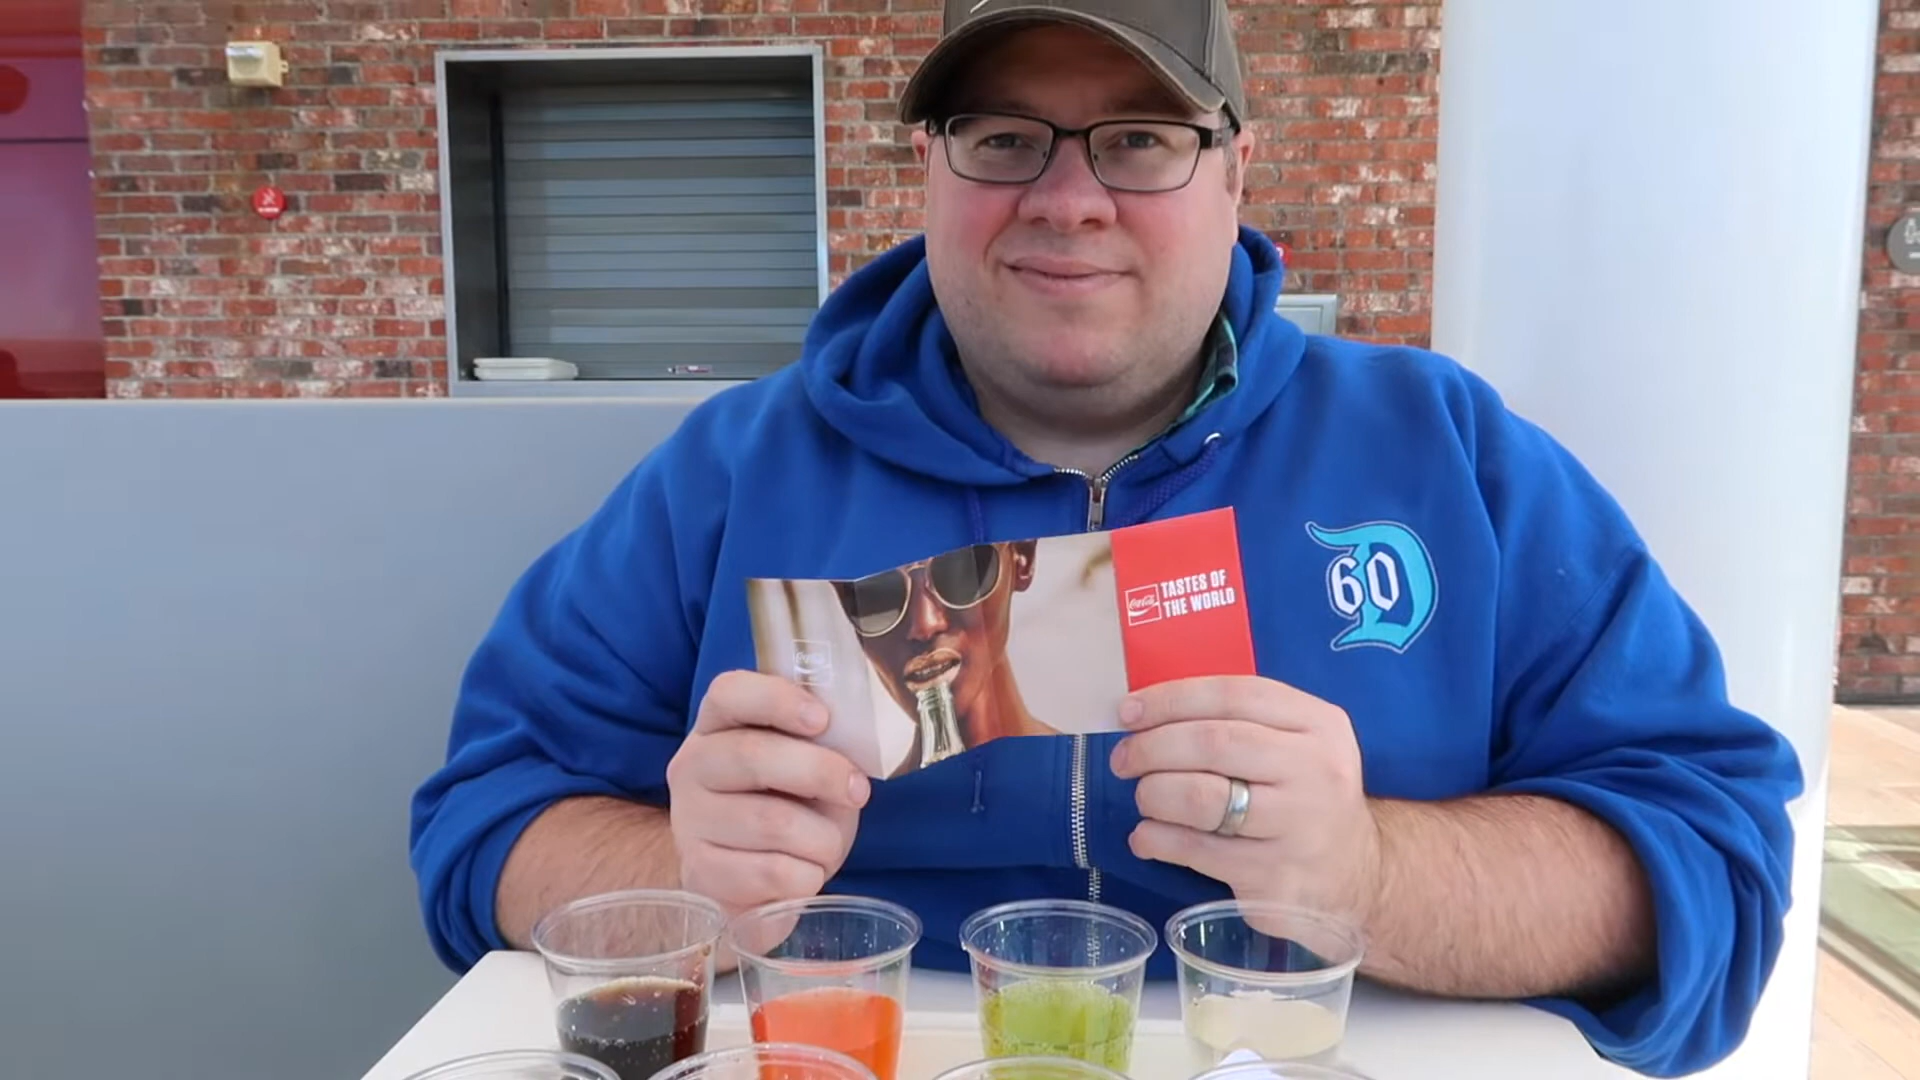 Coca-Cola
TASTES OF
THE WORLD
60
D